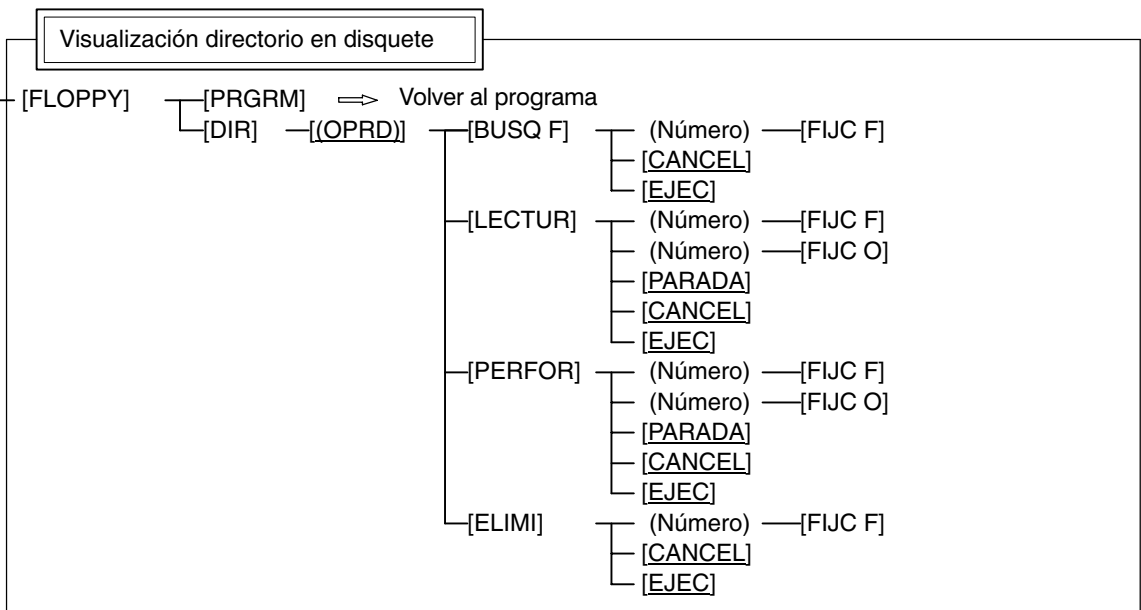 Visualización directorio en disquete
[FLOPPY] [PRGRM] Volver al programa
[DIR] [(OPRD)] [BUSQ F] (Número) [FIJC F]
[CANCEL]
[EJEC]
[LECTUR] (Número) [FIJC F]
(Número) [FIJC O]
[PARADA]
[CANCEL]
[EJEC]
[PERFOR] (Número) [FIJC F]
(Número) [FIJC O]
[PARADA]
[CANCEL]
[EJEC]
[ELIMI] (Número) [FIJC F]
[CANCEL]
[EJEC]